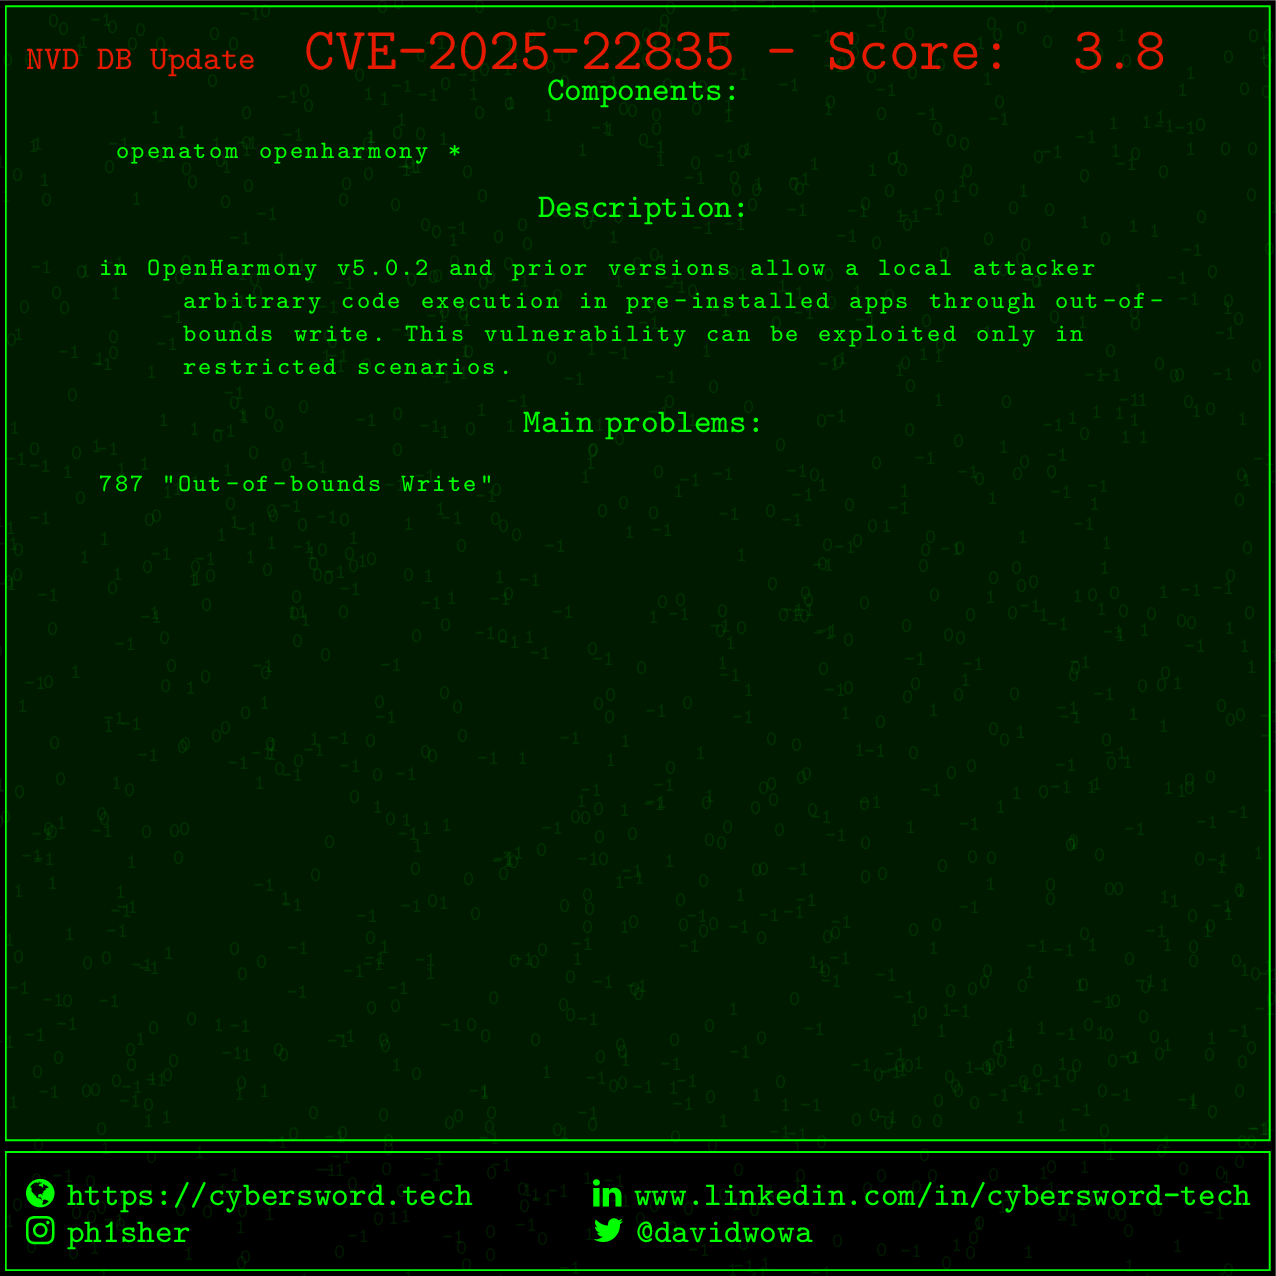 NVD DB Update CVE-2025-22835 - Score: 3.8
Components:
openatom openharmony *
Description:
in OpenHarmony v5.0.2 and prior versions allow a local attacker
arbitrary code execution in pre-installed apps through out-of-
bounds write. This vulnerability can be exploited only in
restricted scenarios.
Main problems:
787 "Out-of-bounds Write"
https://cybersword.tech
www.linkedin.com/in/cybersword-tech
ph1sher
@davidwowa